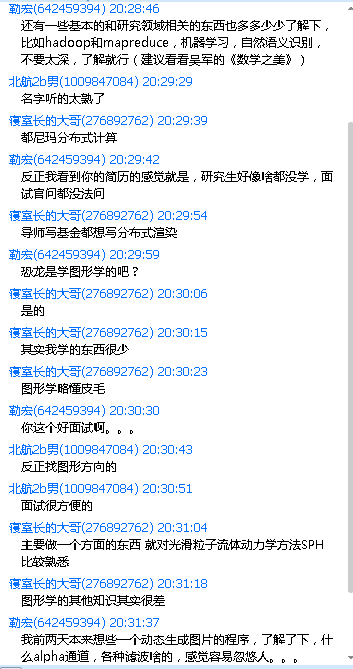 勒宏(642459394) 20:28:46
还有一些基本的和研究领域相关的东西也多多少少了解下，
比如hadoop和mapreduce，机器学习，自然语义识别，
不要太深，了解就行（建议看看吴军的《数学之美》）
北航2b男(1009847084) 20:29:29
名字听的太熟了
寝室长的大哥(276892762) 20:29:39
都尼玛分布式计算
勒宏(642459394) 20:29:42
反正我看到你的简历的感觉就是，研究生好像啥都没学，面
试官问都没法问
寝室长的大哥(276892762) 20:29:54
导师写基金都想写分布式渲染
勒宏(642459394) 20:29:59
恐龙是学图形学的吧？
寝室长的大哥(276892762) 20:30:06
是的
寝室长的大哥(276892762) 20:30:15
其实我学的东西很少
寝室长的大哥(276892762) 20:30:23
图形学略懂皮毛
勒宏(642459394) 20:30:30
你这个好面试啊。。。
北航2b男(1009847084) 20:30:43
反正找图形方向的
北航2b男(1009847084) 20:30:51
面试很方便的
寝室长的大哥(276892762) 20:31:04
主要做一个方面的东西 就对光滑粒子流体动力学方法SPH
比较熟悉
寝室长的大哥(276892762) 20:31:18
图形学的其他知识其实很差
勒宏(642459394) 20:31:37
我前两天本来想些一个动态生成图片的程序，了解了下，什
么alpha通道，各种滤波啥的，感觉容易忽悠人。。。